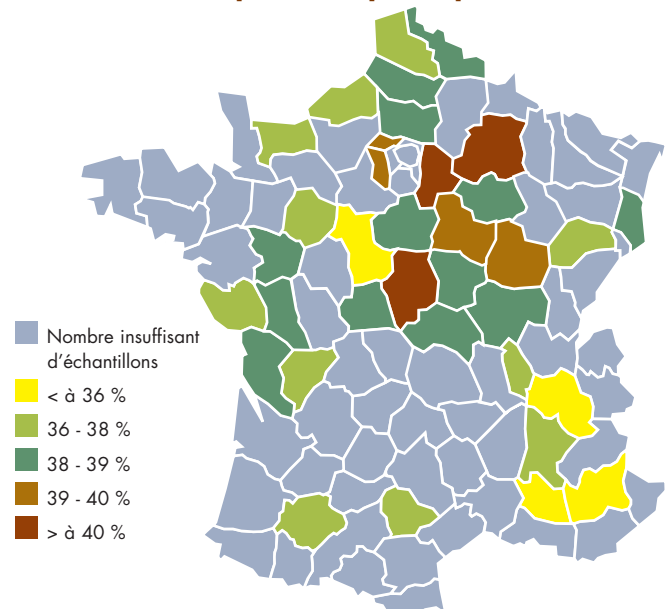 Nombre insuffisant
d'échantillons
< à 36 %
36 - 38 %
38 - 39 %
39 - 40 %
> à 40 %